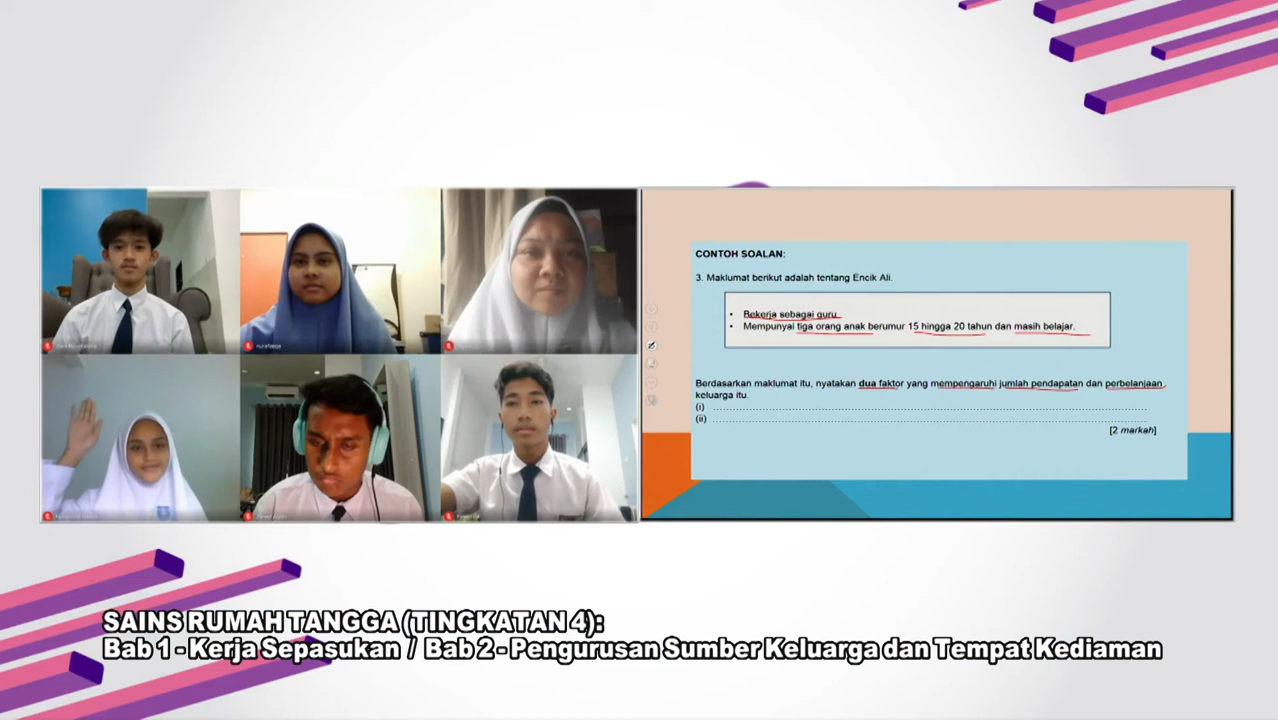 CONTOH SOALAN:
3. Maklumat berikut adalah tentang Encik Ali.
• Bekerja sebagai guru.
• Mempunyai tiga orang anak berumur 15 hingga 20 tahun dan masih belajar.
Berdasarkan maklumat itu, nyatakan dua faktor yang mempengaruhi jumlah pendapatan dan perbelanjaan
keluarga itu.
(i) ........................................
(ii) ........................................
[2 markah]
SAINS RUMAH TANGGA (TINGKATAN 4):
Bab 1 - Kerja Sepasukan / Bab 2 - Pengurusan Sumber Keluarga dan Tempat Kediaman